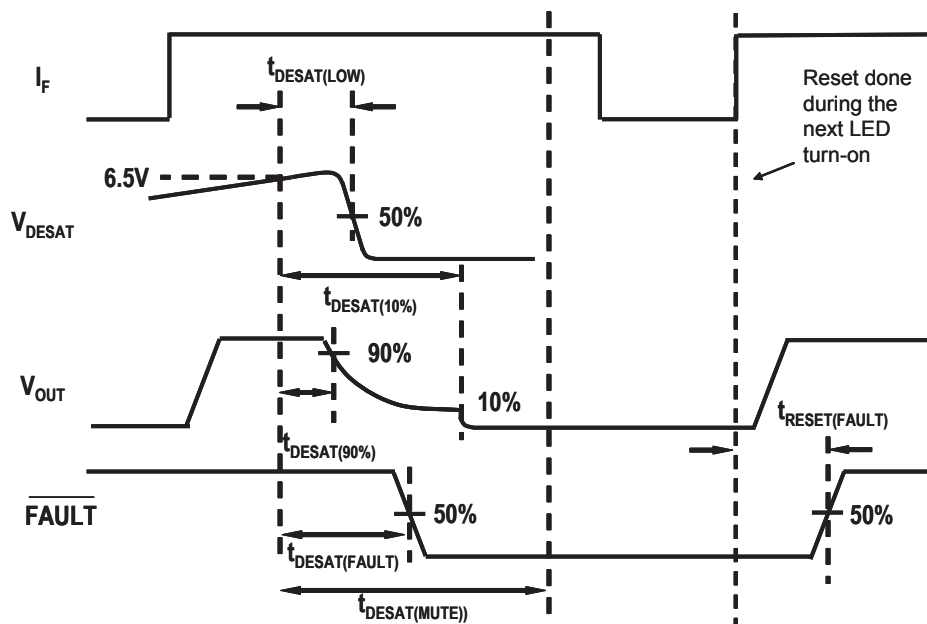 I_F
t_DESAT(LOW)
Reset done
during the
next LED
turn-on
6.5V
50%
V_DESAT
t_DESAT(10%)
90%
V_OUT
10%
t_RESET(FAULT)
t_DESAT(90%)
FAULT
50%
50%
t_DESAT(FAULT)
t_DESAT(MUTE))